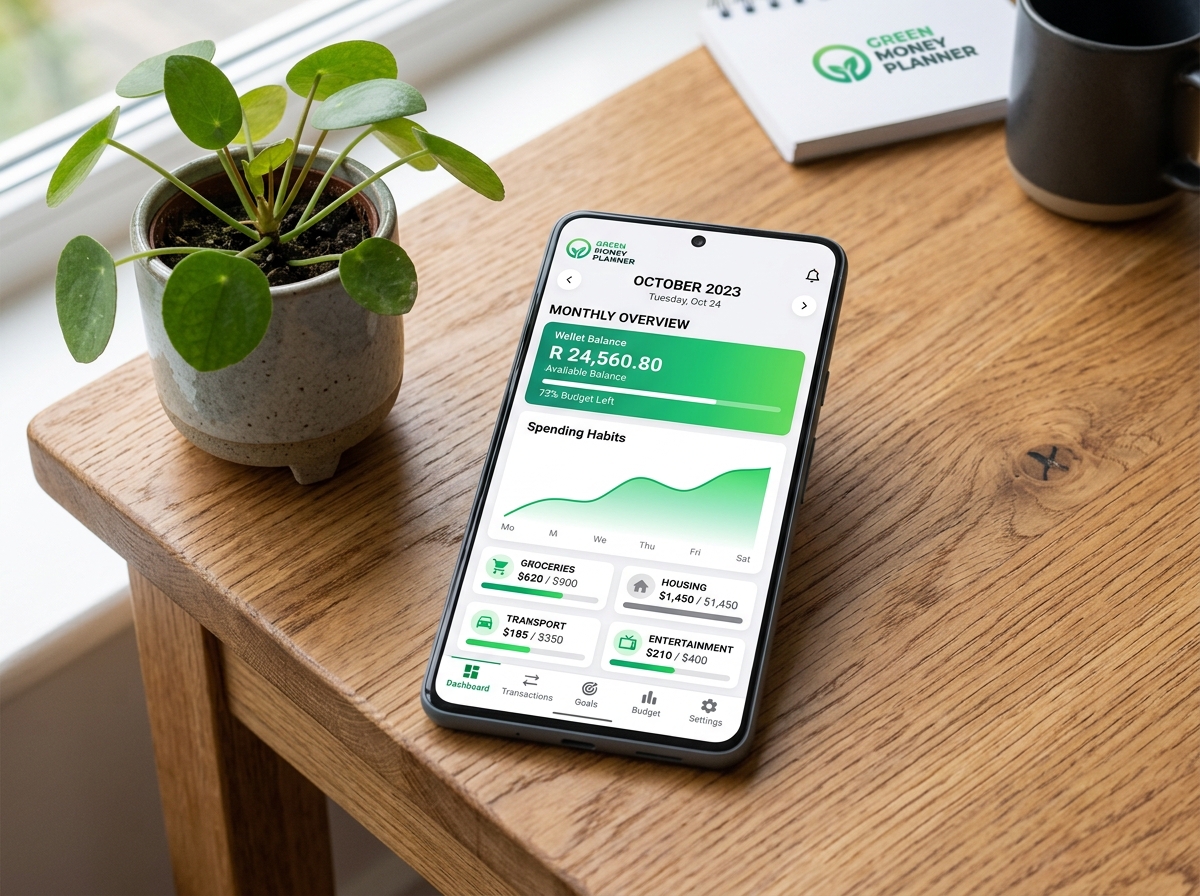 GREEN
MONEY
PLANNER
GREEN
MONEY
PLANNER
OCTOBER 2023
Tuesday, Oct 24
MONTHLY OVERVIEW
Wellet Balance
R 24,560.80
Avaliable Balance
73% Budget Left
Spending Habits
Mo
M
We
Thu
Fri
Sat
GROCERIES
$620 / $900
HOUSING
$1,450 / 51,450
TRANSPORT
$185 / $350
ENTERTAINMENT
$210 / $400
Dashboard
Transactions
Goals
Budget
Settings